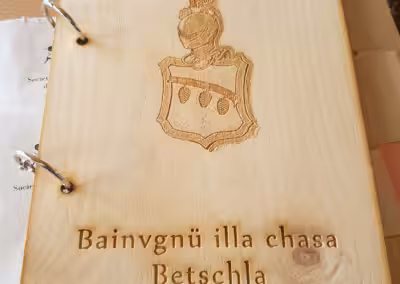 Bainvgnü illa chasa
Betschla